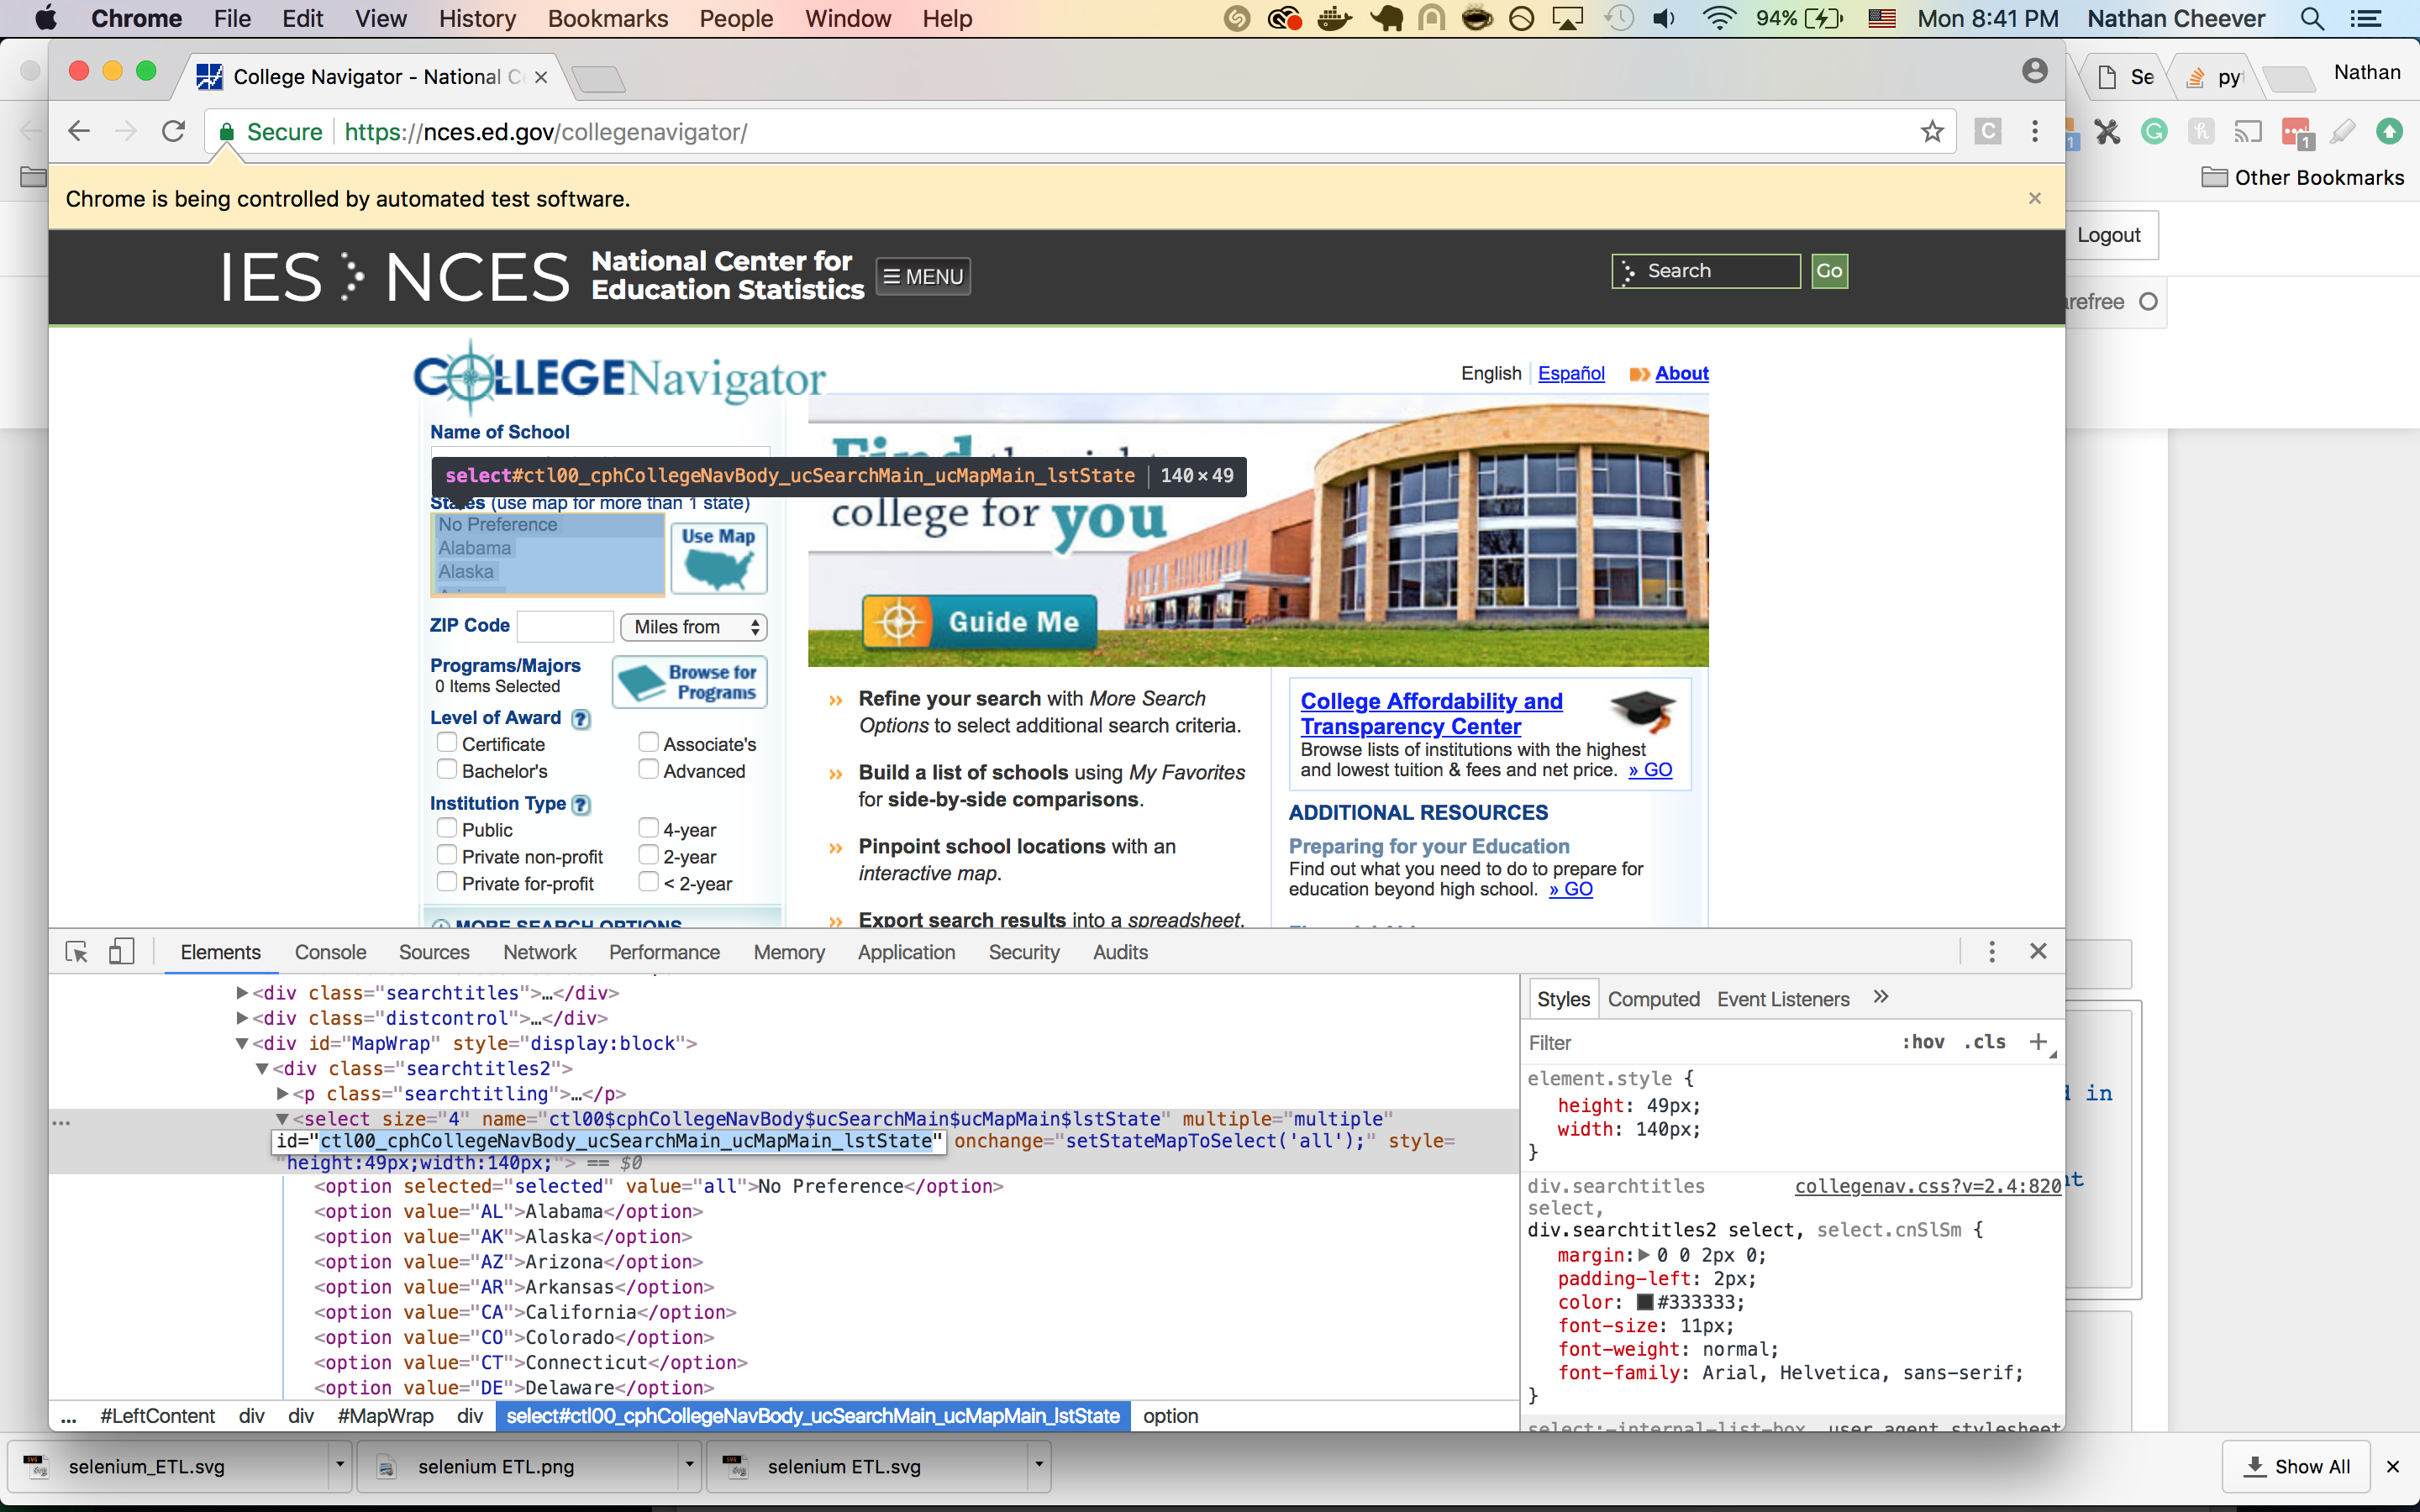 Chrome File Edit View History Bookmarks People Window Help 94% Mon 8:41 PM Nathan Cheever
College Navigator - National C
Se
Nathan
Secure https://nces.ed.gov/collegenavigator/
C
Other Bookmarks
Chrome is being controlled by automated test software.
Logout
IES NCES National Center for
Education Statistics
☰ MENU
Search Go
refree
COLLEGENavigator
English Español About
Name of School
select#ctl00_cphCollegeNavBody_ucSearchMain_ucMapMain_lstState 140×49
States (use map for more than 1 state)
No Preference
Alabama
Alaska
Use Map
college for you
Guide Me
ZIP Code Miles from
Programs/Majors
0 Items Selected
Browse for
Programs
Level of Award ?
Certificate Associate's
Bachelor's Advanced
Institution Type ?
Public 4-year
Private non-profit 2-year
Private for-profit < 2-year
MORE SEARCH OPTIONS
Refine your search with More Search
Options to select additional search criteria.
Build a list of schools using My Favorites
for side-by-side comparisons.
Pinpoint school locations with an
interactive map.
Export search results into a spreadsheet.
College Affordability and
Transparency Center
Browse lists of institutions with the highest
and lowest tuition & fees and net price. » GO
ADDITIONAL RESOURCES
Preparing for your Education
Find out what you need to do to prepare for
education beyond high school. » GO
Elements Console Sources Network Performance Memory Application Security Audits
▶<div class="searchtitles">…</div>
▶<div class="distcontrol">…</div>
▼<div id="MapWrap" style="display:block">
▼<div class="searchtitles2">
▶<p class="searchtitling">…</p>
▼<select size="4" name="ctl00$cphCollegeNavBody$ucSearchMain$ucMapMain$lstState" multiple="multiple"
id="ctl00_cphCollegeNavBody_ucSearchMain_ucMapMain_lstState" onchange="setStateMapToSelect('all');" style=
"height:49px;width:140px;"> == $0
<option selected="selected" value="all">No Preference</option>
<option value="AL">Alabama</option>
<option value="AK">Alaska</option>
<option value="AZ">Arizona</option>
<option value="AR">Arkansas</option>
<option value="CA">California</option>
<option value="CO">Colorado</option>
<option value="CT">Connecticut</option>
<option value="DE">Delaware</option>
... #LeftContent div div #MapWrap div select#ctl00_cphCollegeNavBody_ucSearchMain_ucMapMain_lstState option
Styles Computed Event Listeners »
Filter :hov .cls +
element.style {
height: 49px;
width: 140px;
}
div.searchtitles collegenav.css?v=2.4:820
select,
div.searchtitles2 select, select.cnSlSm {
margin:▶ 0 0 2px 0;
padding-left: 2px;
color: #333333;
font-size: 11px;
font-weight: normal;
font-family: Arial, Helvetica, sans-serif;
}
select:-internal-list-box user agent stylesheet
in
selenium_ETL.svg selenium ETL.png selenium ETL.svg Show All